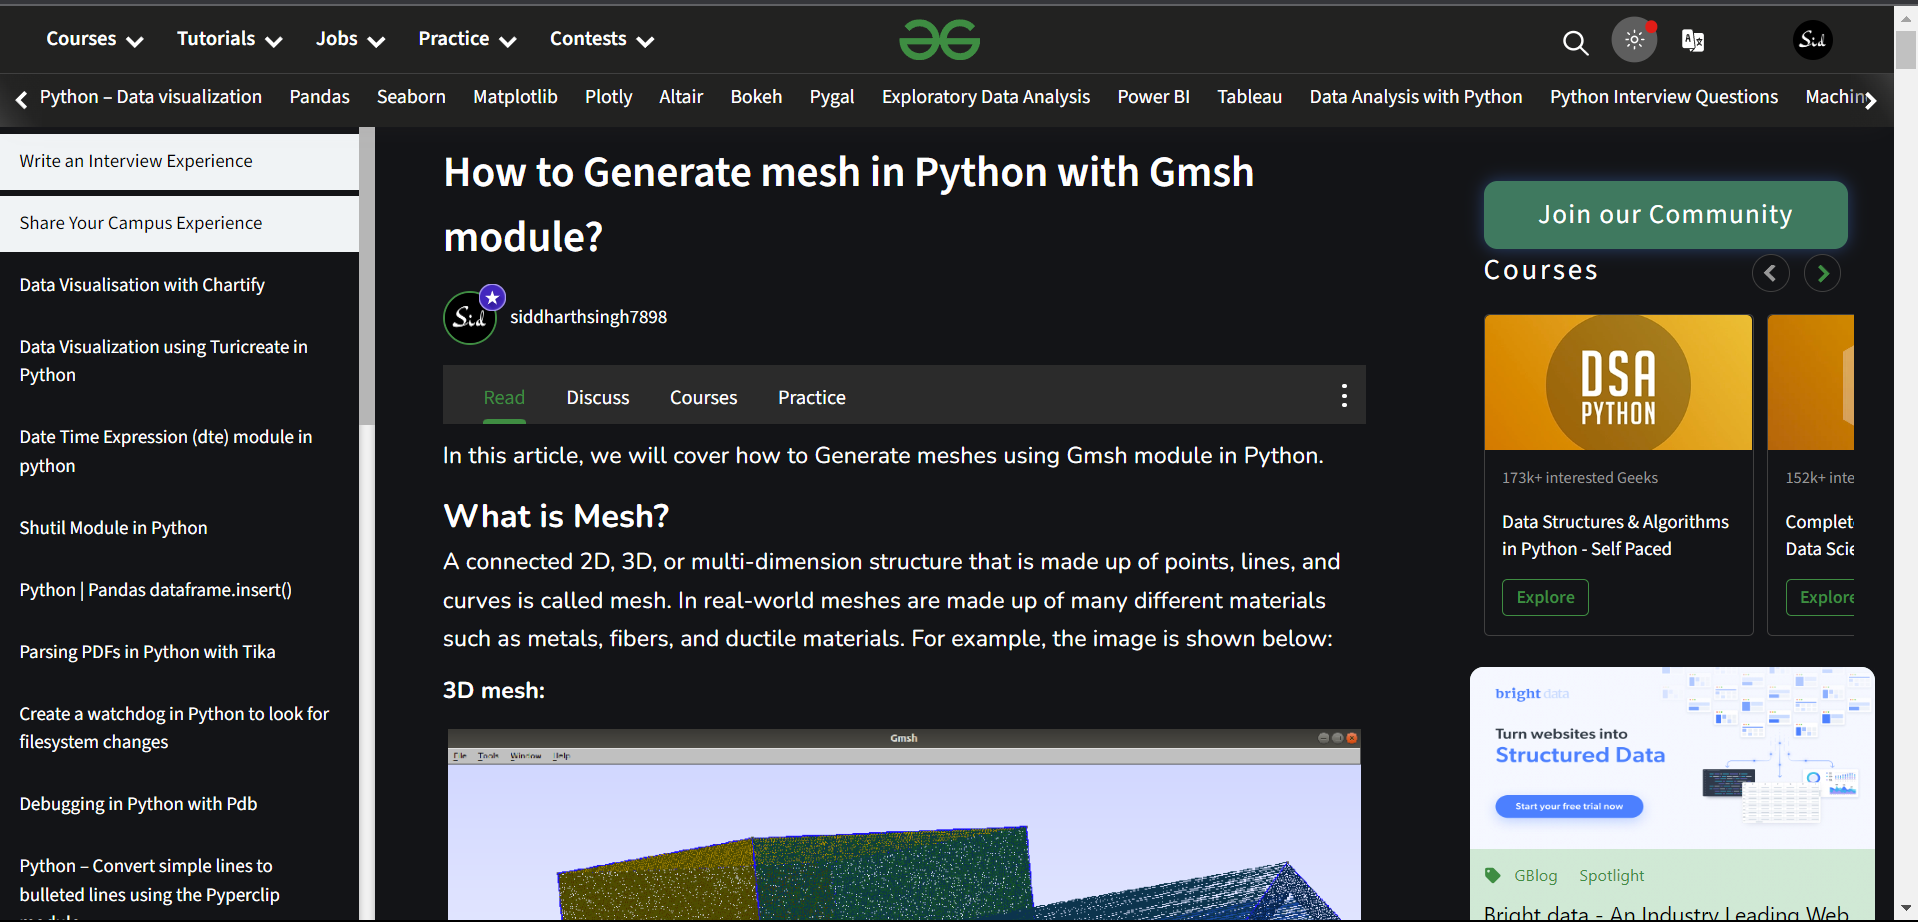 Courses Tutorials Jobs Practice Contests
Sid
Python – Data visualization Pandas Seaborn Matplotlib Plotly Altair Bokeh Pygal Exploratory Data Analysis Power BI Tableau Data Analysis with Python Python Interview Questions Machin
Write an Interview Experience
Share Your Campus Experience
Data Visualisation with Chartify
Data Visualization using Turicreate in
Python
Date Time Expression (dte) module in
python
Shutil Module in Python
Python | Pandas dataframe.insert()
Parsing PDFs in Python with Tika
Create a watchdog in Python to look for
filesystem changes
Debugging in Python with Pdb
Python – Convert simple lines to
bulleted lines using the Pyperclip
How to Generate mesh in Python with Gmsh
module?
Sid
siddharthsingh7898
Read Discuss Courses Practice
In this article, we will cover how to Generate meshes using Gmsh module in Python.
What is Mesh?
A connected 2D, 3D, or multi-dimension structure that is made up of points, lines, and
curves is called mesh. In real-world meshes are made up of many different materials
such as metals, fibers, and ductile materials. For example, the image is shown below:
3D mesh:
Gmsh
File Tools Window Help
Join our Community
Courses
DSA
PYTHON
173k+ interested Geeks
Data Structures & Algorithms
in Python - Self Paced
Explore
152k+ inte
Complet
Data Scie
Explore
bright data
Turn websites into
Structured Data
Start your free trial now
GBlog Spotlight
Bright data - An Industry Leading Web